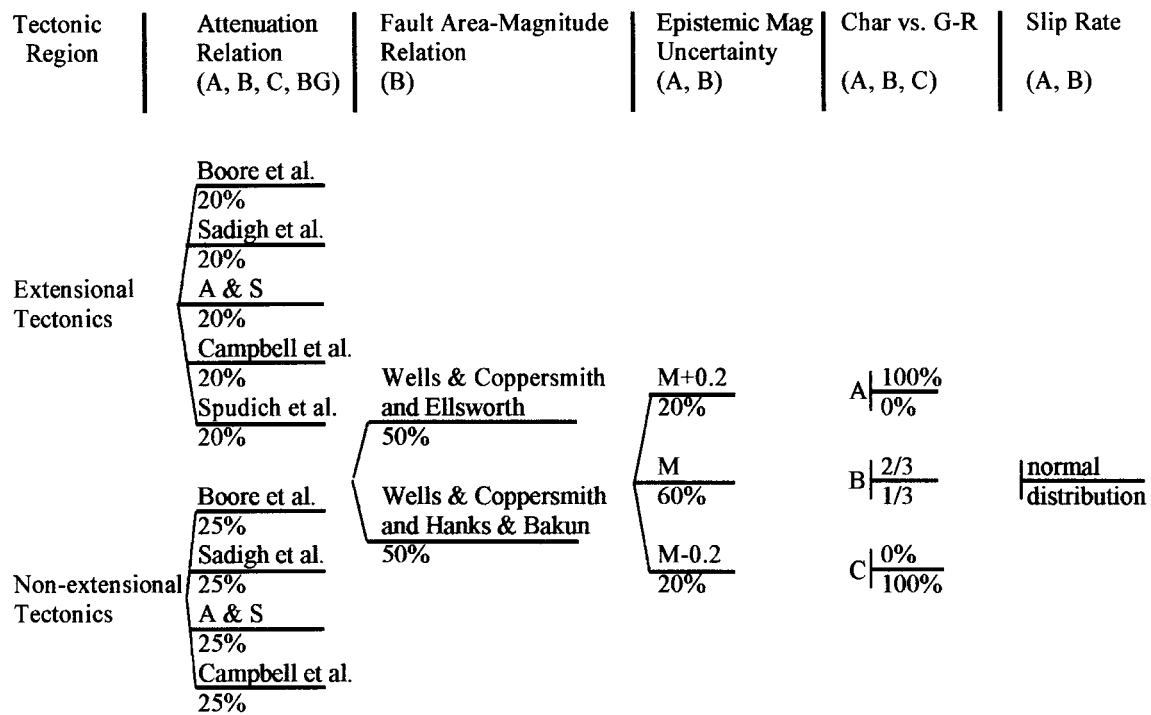 Tectonic
Region
Attenuation
Relation
(A, B, C, BG)
Fault Area-Magnitude
Relation
(B)
Epistemic Mag
Uncertainty
(A, B)
Char vs. G-R
(A, B, C)
Slip Rate
(A, B)
Extensional
Tectonics
Boore et al.
20%
Sadigh et al.
20%
A & S
20%
Campbell et al.
20%
Spudich et al.
20%
Non-extensional
Tectonics
Boore et al.
25%
Sadigh et al.
25%
A & S
25%
Campbell et al.
25%
Wells & Coppersmith
and Ellsworth
50%
Wells & Coppersmith
and Hanks & Bakun
50%
M+0.2
20%
M
60%
M-0.2
20%
A 100%
0%
B 2/3
1/3
C 0%
100%
normal
distribution